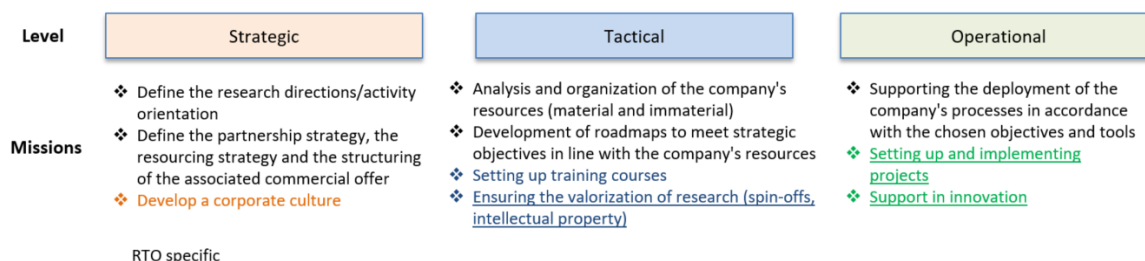 Level Strategic Tactical Operational
Missions
❖ Define the research directions/activity
orientation
❖ Define the partnership strategy, the
resourcing strategy and the structuring
of the associated commercial offer
❖ Develop a corporate culture
❖ Analysis and organization of the company's
resources (material and immaterial)
❖ Development of roadmaps to meet strategic
objectives in line with the company's resources
❖ Setting up training courses
❖ Ensuring the valorization of research (spin-offs,
intellectual property)
❖ Supporting the deployment of the
company's processes in accordance
with the chosen objectives and tools
❖ Setting up and implementing
projects
❖ Support in innovation
RTO specific